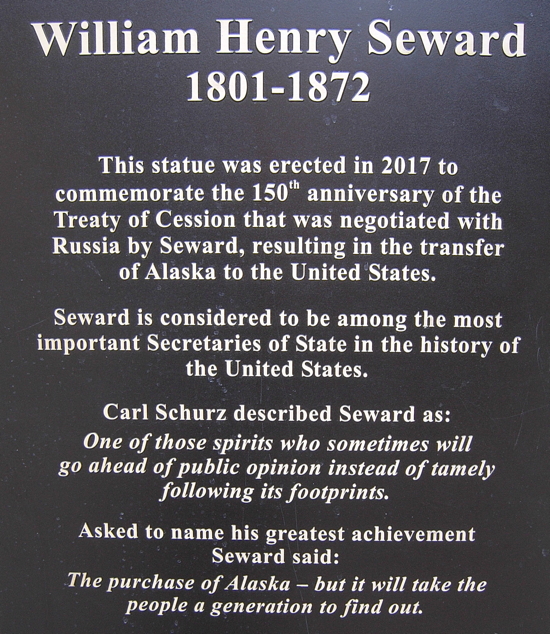 William Henry Seward
1801-1872
This statue was erected in 2017 to
commemorate the 150th anniversary of the
Treaty of Cession that was negotiated with
Russia by Seward, resulting in the transfer
of Alaska to the United States.
Seward is considered to be among the most
important Secretaries of State in the history of
the United States.
Carl Schurz described Seward as:
One of those spirits who sometimes will
go ahead of public opinion instead of tamely
following its footprints.
Asked to name his greatest achievement
Seward said:
The purchase of Alaska – but it will take the
people a generation to find out.